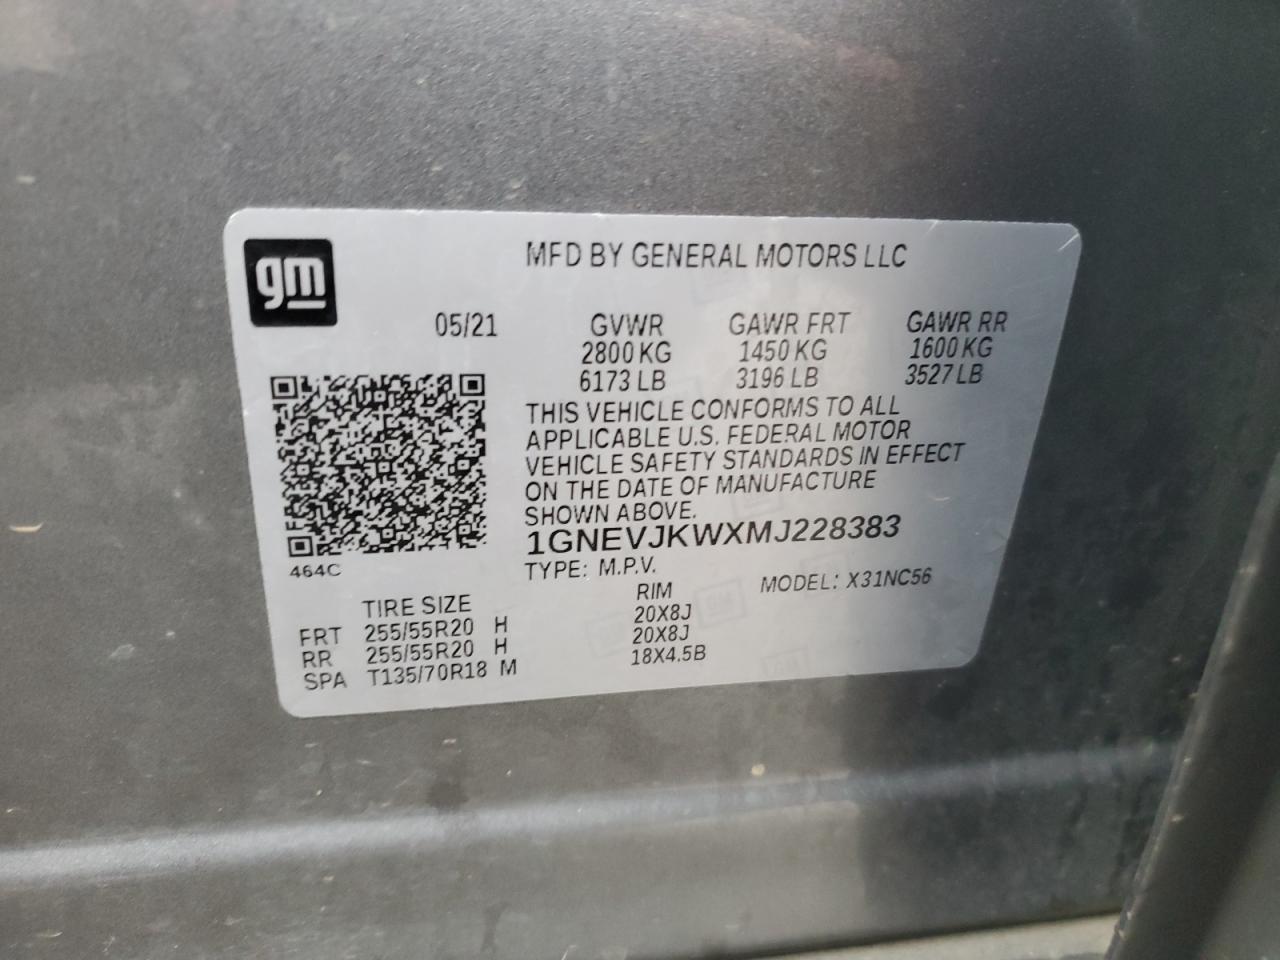 gm
MFD BY GENERAL MOTORS LLC
05/21 GVWR GAWR FRT GAWR RR
2800 KG 1450 KG 1600 KG
6173 LB 3196 LB 3527 LB
THIS VEHICLE CONFORMS TO ALL
APPLICABLE U.S. FEDERAL MOTOR
VEHICLE SAFETY STANDARDS IN EFFECT
ON THE DATE OF MANUFACTURE
SHOWN ABOVE.
1GNEVJKWXMJ228383
464C
TYPE: M.P.V. MODEL: X31NC56
TIRE SIZE RIM
FRT 255/55R20 H 20X8J
RR 255/55R20 H 20X8J
SPA T135/70R18 M 18X4.5B